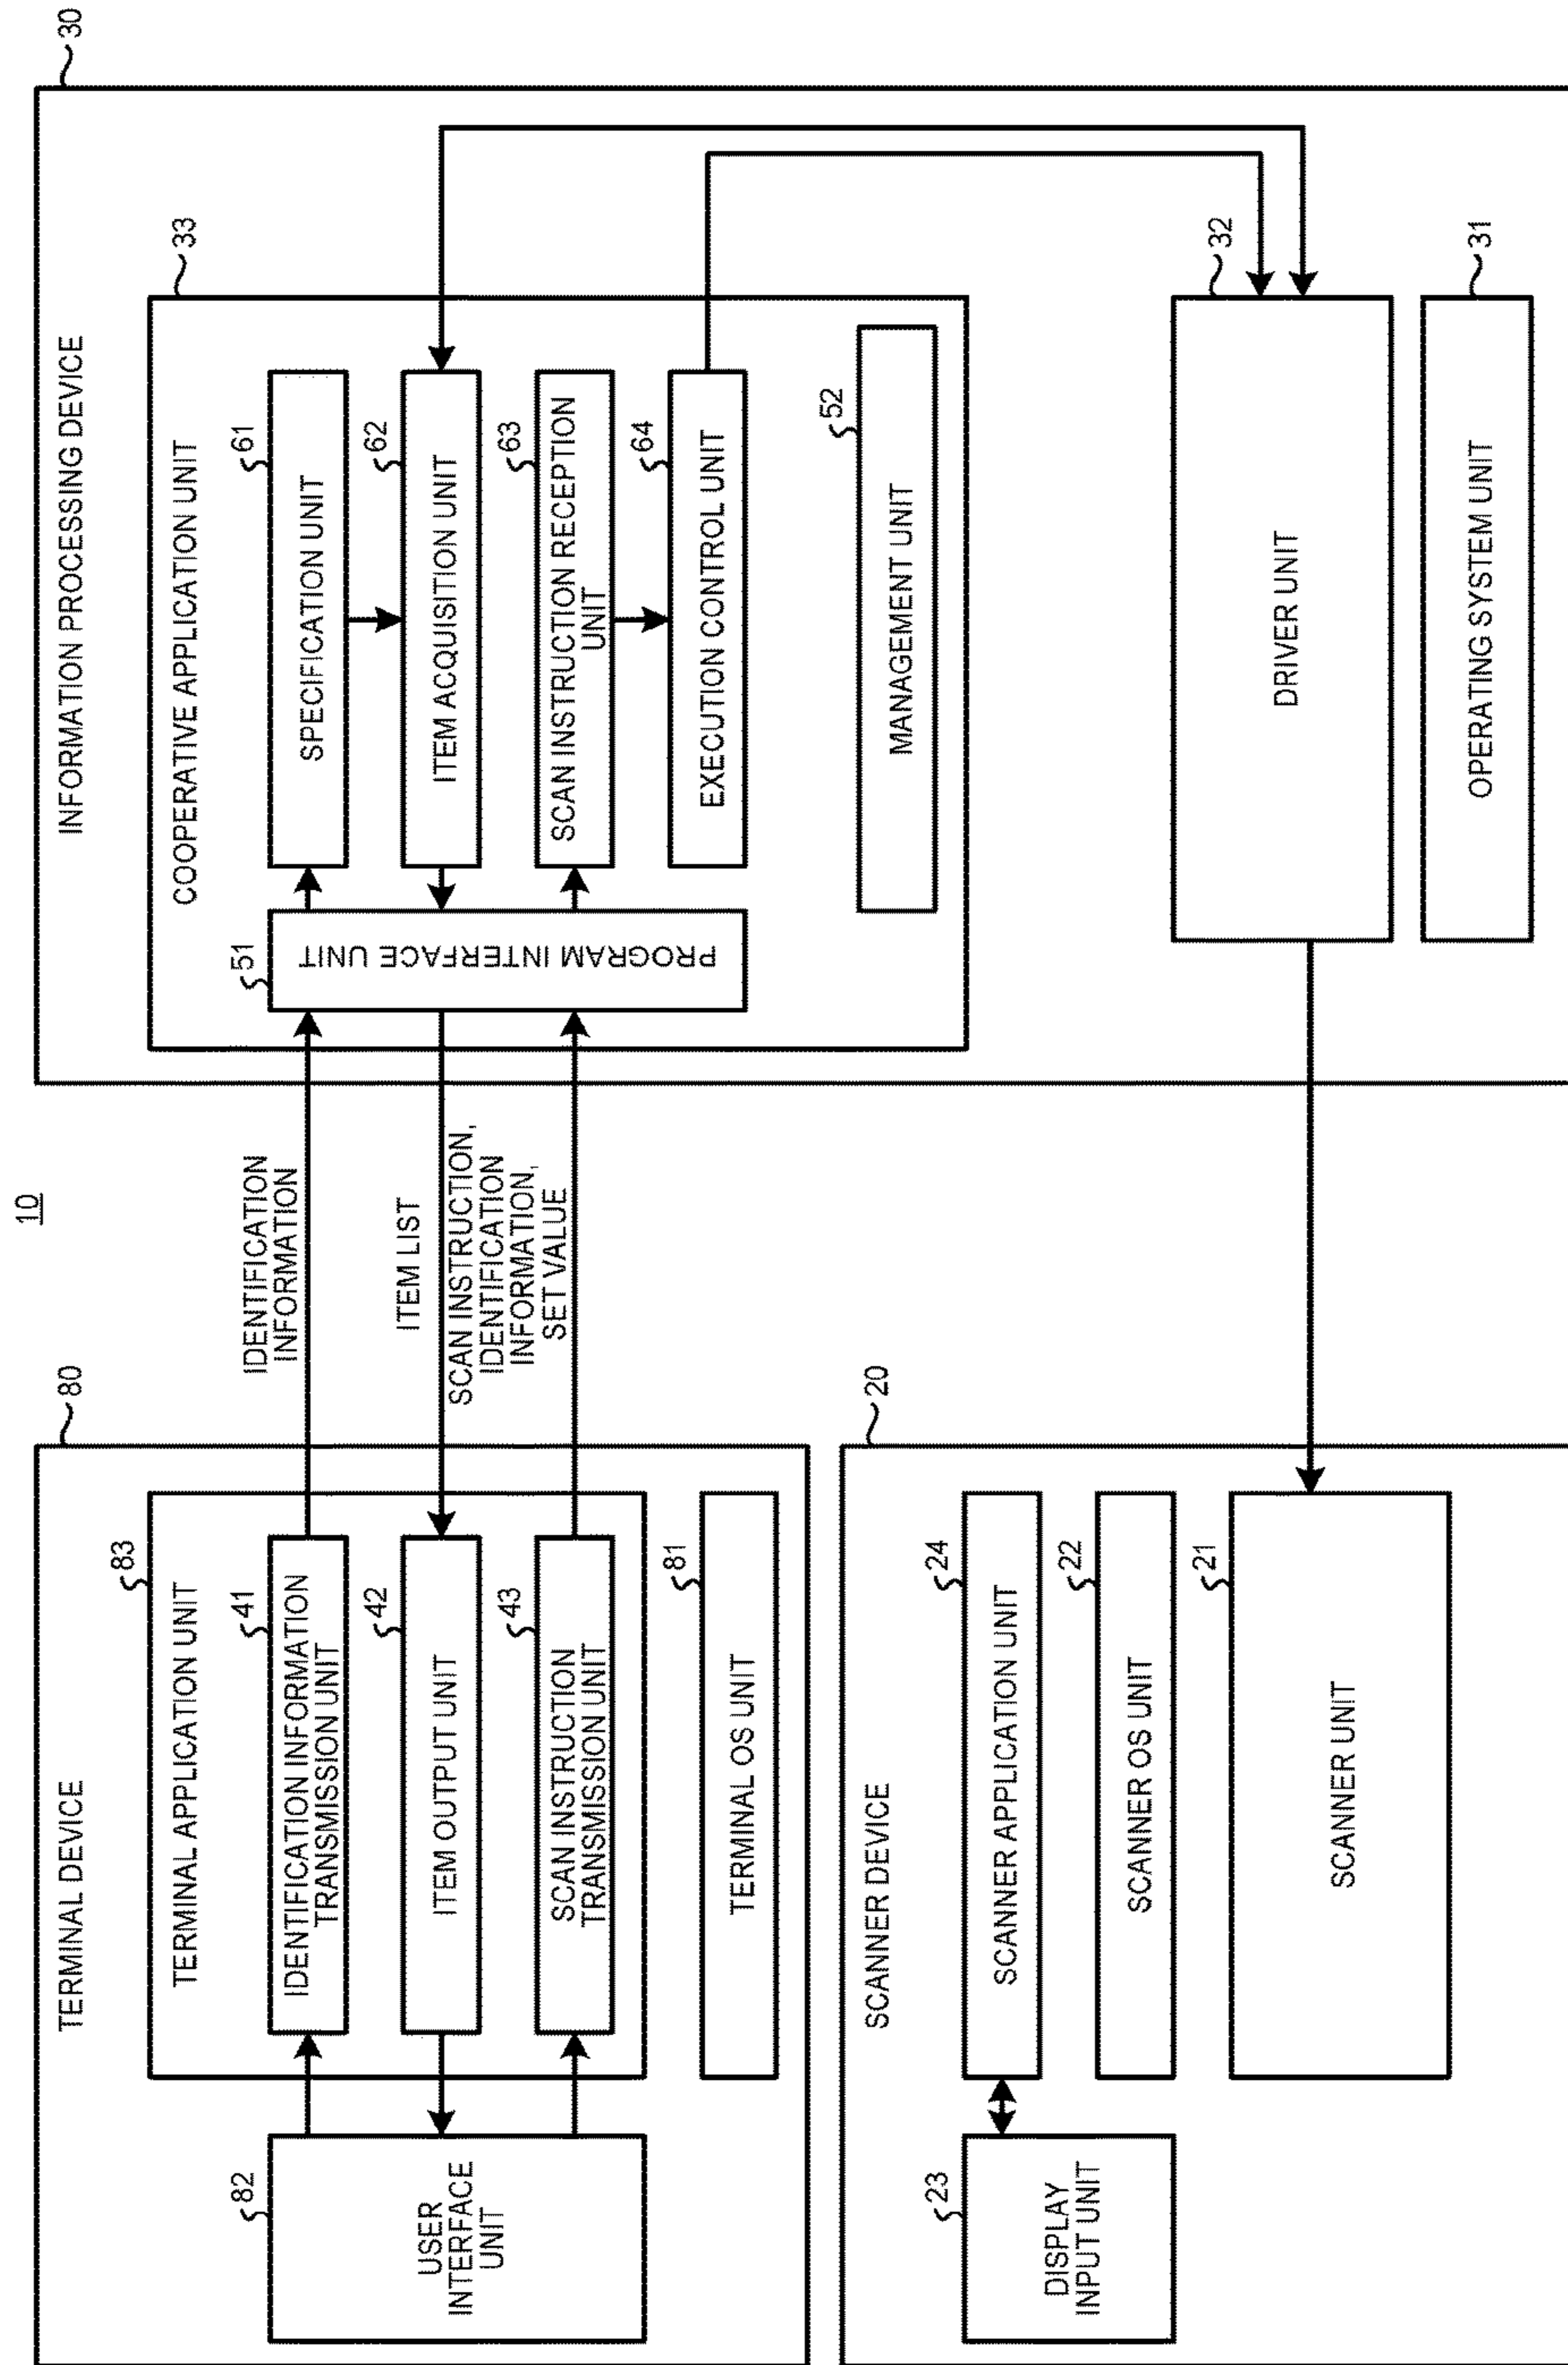 10
TERMINAL DEVICE
80
TERMINAL APPLICATION UNIT
83
USER
INTERFACE
UNIT
82
IDENTIFICATION INFORMATION
TRANSMISSION UNIT
41
ITEM OUTPUT UNIT
42
SCAN INSTRUCTION
TRANSMISSION UNIT
43
TERMINAL OS UNIT
81
IDENTIFICATION
INFORMATION
ITEM LIST
SCAN INSTRUCTION,
IDENTIFICATION
INFORMATION,
SET VALUE
INFORMATION PROCESSING DEVICE
30
COOPERATIVE APPLICATION UNIT
33
PROGRAM INTERFACE UNIT
51
SPECIFICATION UNIT
61
ITEM ACQUISITION UNIT
62
SCAN INSTRUCTION RECEPTION
UNIT
63
EXECUTION CONTROL UNIT
64
MANAGEMENT UNIT
52
DRIVER UNIT
32
OPERATING SYSTEM UNIT
31
SCANNER DEVICE
20
DISPLAY
INPUT UNIT
23
SCANNER APPLICATION UNIT
24
SCANNER OS UNIT
22
SCANNER UNIT
21